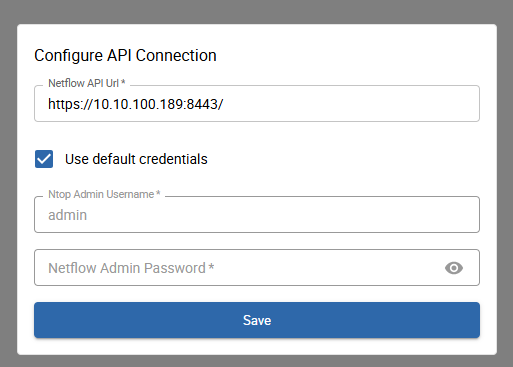 Configure API Connection
Netflow API Url *
https://10.10.100.189:8443/
Use default credentials
Ntop Admin Username *
admin
Netflow Admin Password *
Save